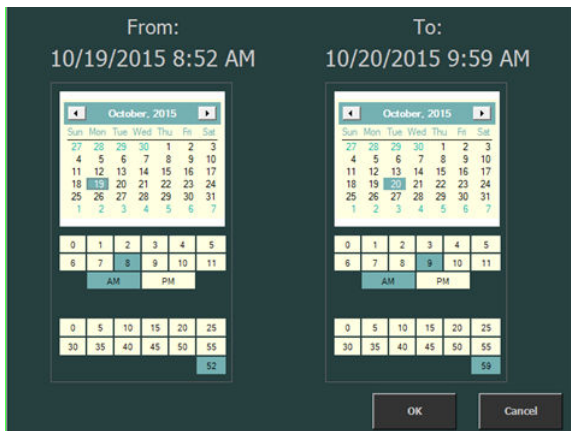 From:
10/19/2015 8:52 AM
October, 2015
Sun Mon Tue Wed Thu Fri Sat
27 28 29 30 1 2 3
4 5 6 7 8 9 10
11 12 13 14 15 16 17
18 19 20 21 22 23 24
25 26 27 28 29 30 31
1 2 3 4 5 6 7
0 1 2 3 4 5
6 7 8 9 10 11
AM PM
0 5 10 15 20 25
30 35 40 45 50 55
52
To:
10/20/2015 9:59 AM
October, 2015
Sun Mon Tue Wed Thu Fri Sat
27 28 29 30 1 2 3
4 5 6 7 8 9 10
11 12 13 14 15 16 17
18 19 20 21 22 23 24
25 26 27 28 29 30 31
1 2 3 4 5 6 7
0 1 2 3 4 5
6 7 8 9 10 11
AM PM
0 5 10 15 20 25
30 35 40 45 50 55
59
OK Cancel